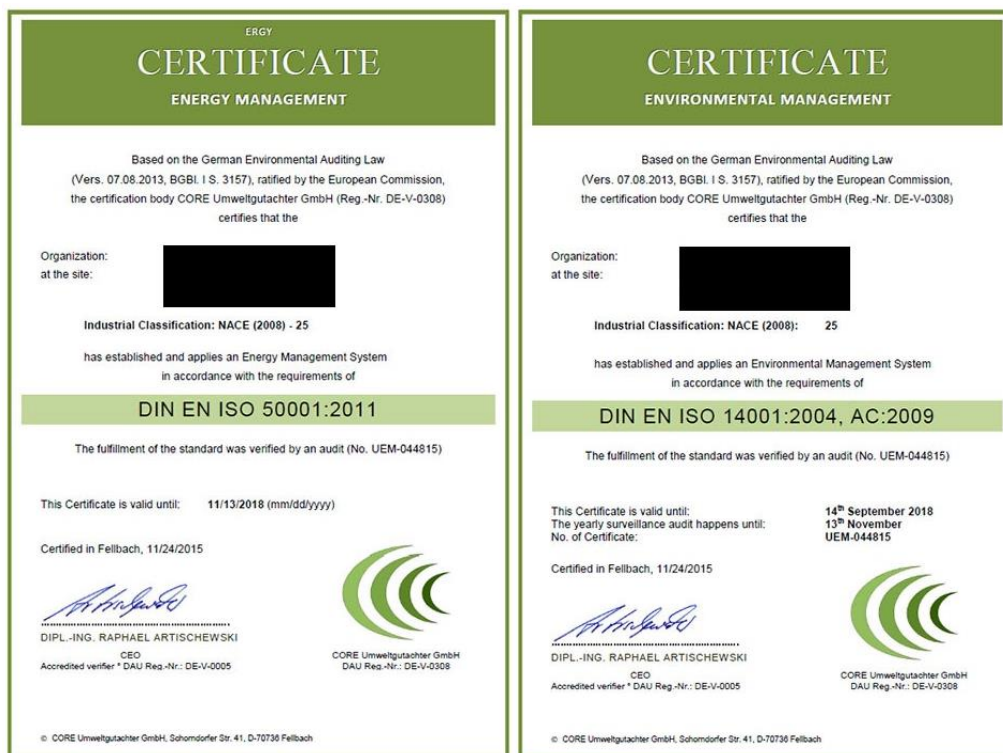 ERGY
CERTIFICATE
ENERGY MANAGEMENT
Based on the German Environmental Auditing Law
(Vers. 07.08.2013, BGBl. I S. 3157), ratified by the European Commission,
the certification body CORE Umweltgutachter GmbH (Reg.-Nr. DE-V-0308)
certifies that the
Organization:
at the site:
Industrial Classification: NACE (2008) - 25
has established and applies an Energy Management System
in accordance with the requirements of
DIN EN ISO 50001:2011
The fulfillment of the standard was verified by an audit (No. UEM-044815)
This Certificate is valid until: 11/13/2018 (mm/dd/yyyy)
Certified in Fellbach, 11/24/2015
DIPL.-ING. RAPHAEL ARTISCHEWSKI
CEO
Accredited verifier * DAU Reg.-Nr.: DE-V-0005
CORE Umweltgutachter GmbH
DAU Reg.-Nr.: DE-V-0308
© CORE Umweltgutachter GmbH, Schorndorfer Str. 41, D-70736 Fellbach
CERTIFICATE
ENVIRONMENTAL MANAGEMENT
Based on the German Environmental Auditing Law
(Vers. 07.08.2013, BGBl. I S. 3157), ratified by the European Commission,
the certification body CORE Umweltgutachter GmbH (Reg.-Nr. DE-V-0308)
certifies that the
Organization:
at the site:
Industrial Classification: NACE (2008): 25
has established and applies an Environmental Management System
in accordance with the requirements of
DIN EN ISO 14001:2004, AC:2009
The fulfillment of the standard was verified by an audit (No. UEM-044815)
This Certificate is valid until: 14th September 2018
The yearly surveillance audit happens until: 13th November
No. of Certificate: UEM-044815
Certified in Fellbach, 11/24/2015
DIPL.-ING. RAPHAEL ARTISCHEWSKI
CEO
Accredited verifier * DAU Reg.-Nr.: DE-V-0005
CORE Umweltgutachter GmbH
DAU Reg.-Nr.: DE-V-0308
© CORE Umweltgutachter GmbH, Schorndorfer Str. 41, D-70736 Fellbach